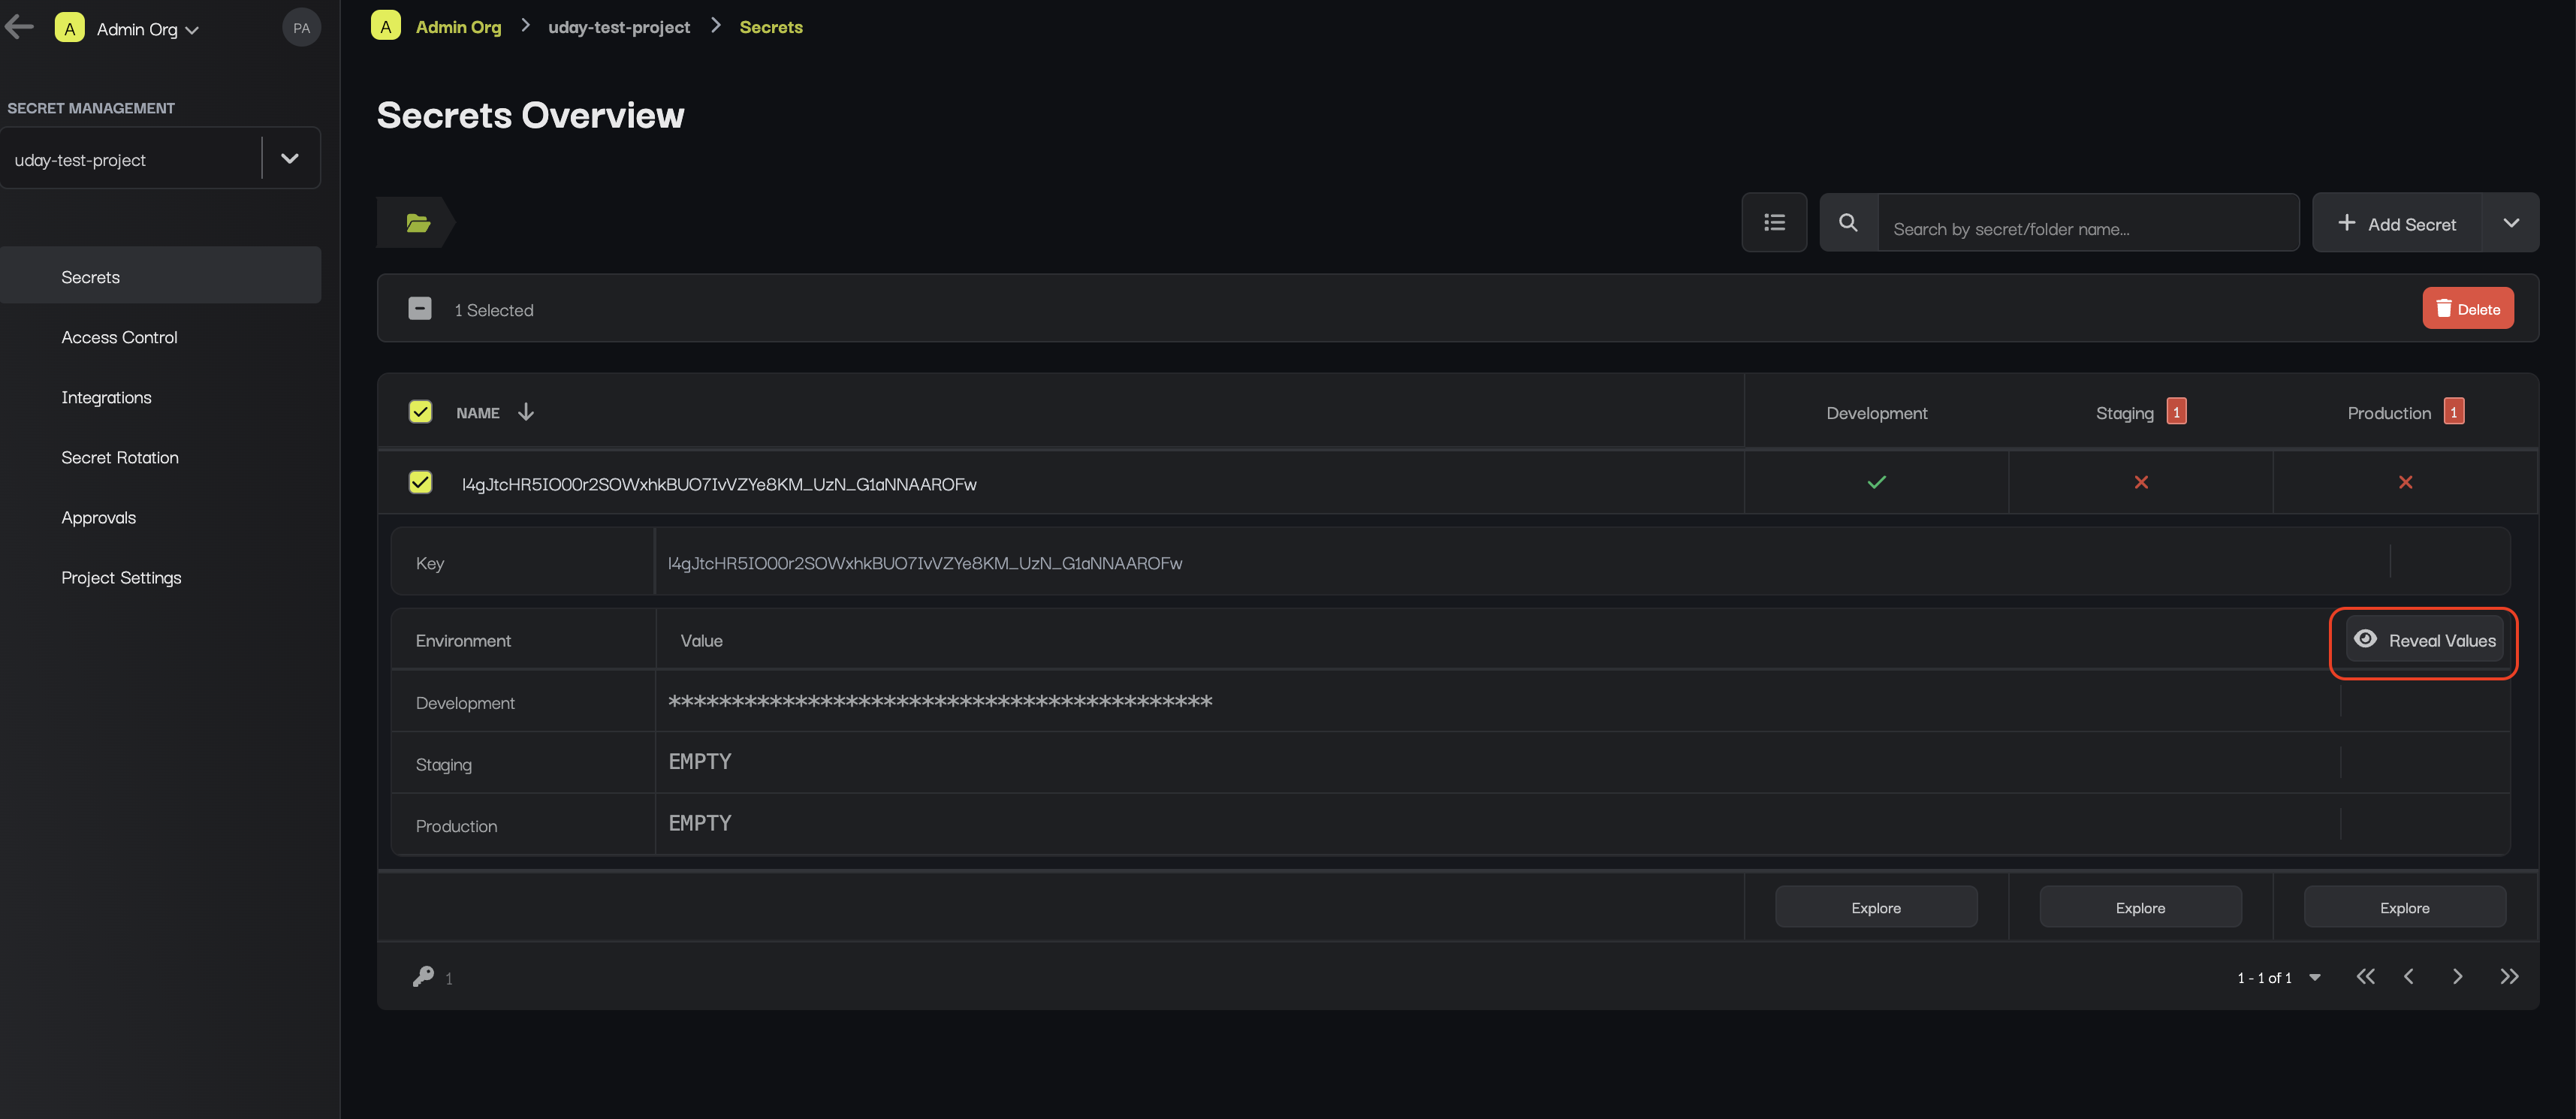 A Admin Org PA
SECRET MANAGEMENT
uday-test-project
Secrets
Access Control
Integrations
Secret Rotation
Approvals
Project Settings
A Admin Org > uday-test-project > Secrets
Secrets Overview
Search by secret/folder name...
+ Add Secret
1 Selected
Delete
NAME Development Staging 1 Production 1
l4gJtcHR5IO00r2SOWxhkBUO7IvVZYe8KM_UzN_G1aNNAAROFw
Key l4gJtcHR5IO00r2SOWxhkBUO7IvVZYe8KM_UzN_G1aNNAAROFw
Environment Value Reveal Values
Development *******************************************
Staging EMPTY
Production EMPTY
Explore Explore Explore
1 1 - 1 of 1